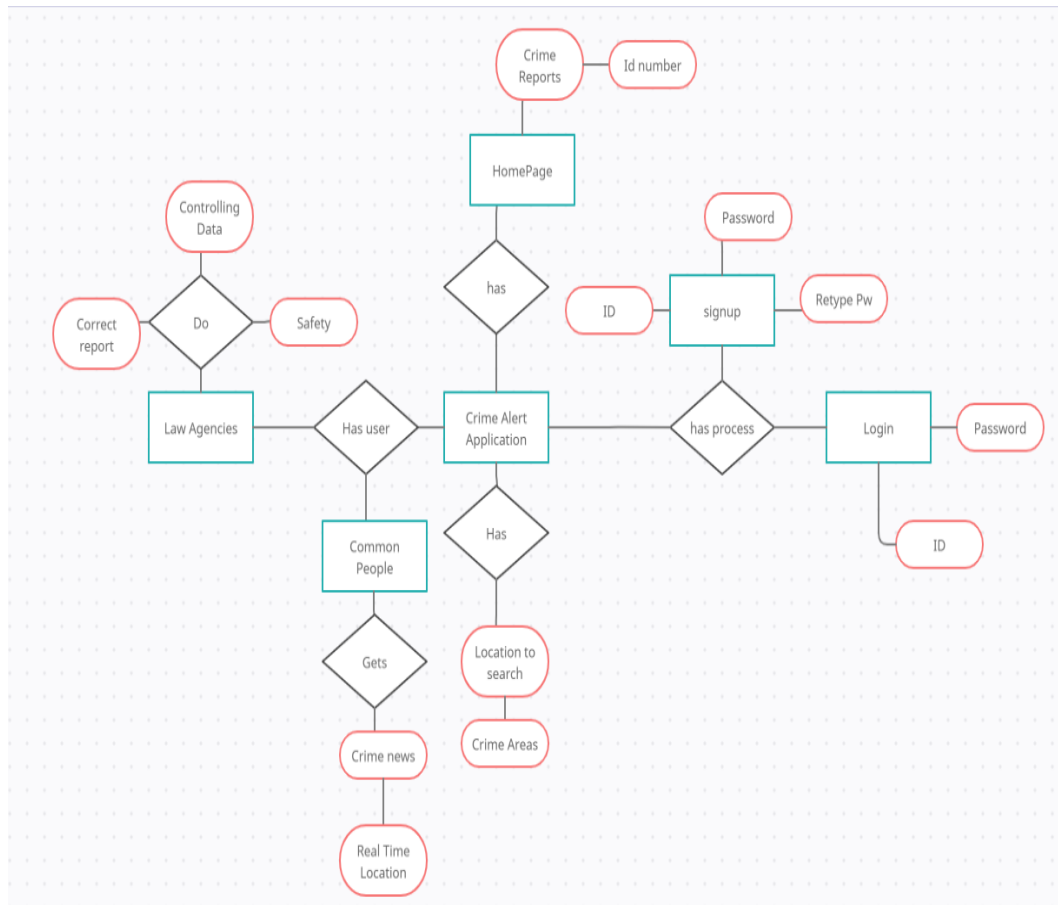 Crime
Reports
Id number
HomePage
Controlling
Data
Password
has
ID
signup
Retype Pw
Correct
report
Do
Safety
Law Agencies
Has user
Crime Alert
Application
has process
Login
Password
Has
ID
Common
People
Gets
Location to
search
Crime news
Crime Areas
Real Time
Location